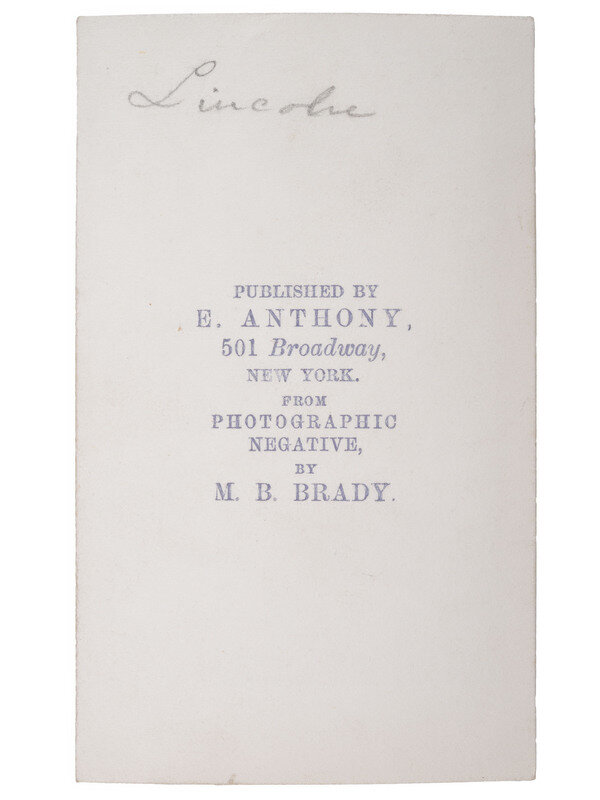 Lincoln
PUBLISHED BY
E. ANTHONY,
501 Broadway,
NEW YORK.
FROM
PHOTOGRAPHIC
NEGATIVE,
BY
M. B. BRADY.